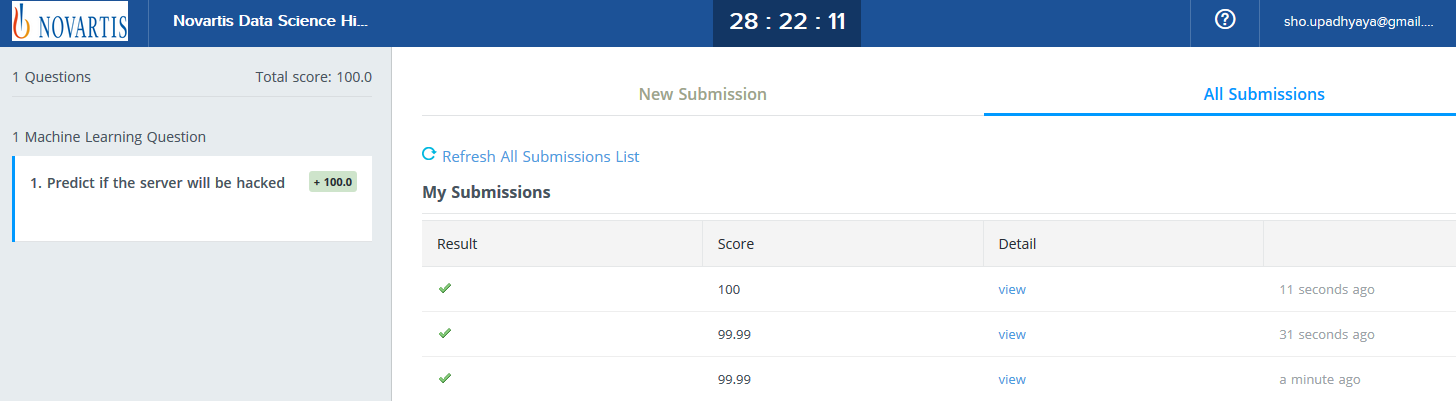 NOVARTIS
Novartis Data Science Hi...
28 : 22 : 11
sho.upadhyaya@gmail....
1 Questions
Total score: 100.0
1 Machine Learning Question
1. Predict if the server will be hacked
+ 100.0
New Submission
All Submissions
Refresh All Submissions List
My Submissions
Result Score Detail
100 view 11 seconds ago
99.99 view 31 seconds ago
99.99 view a minute ago